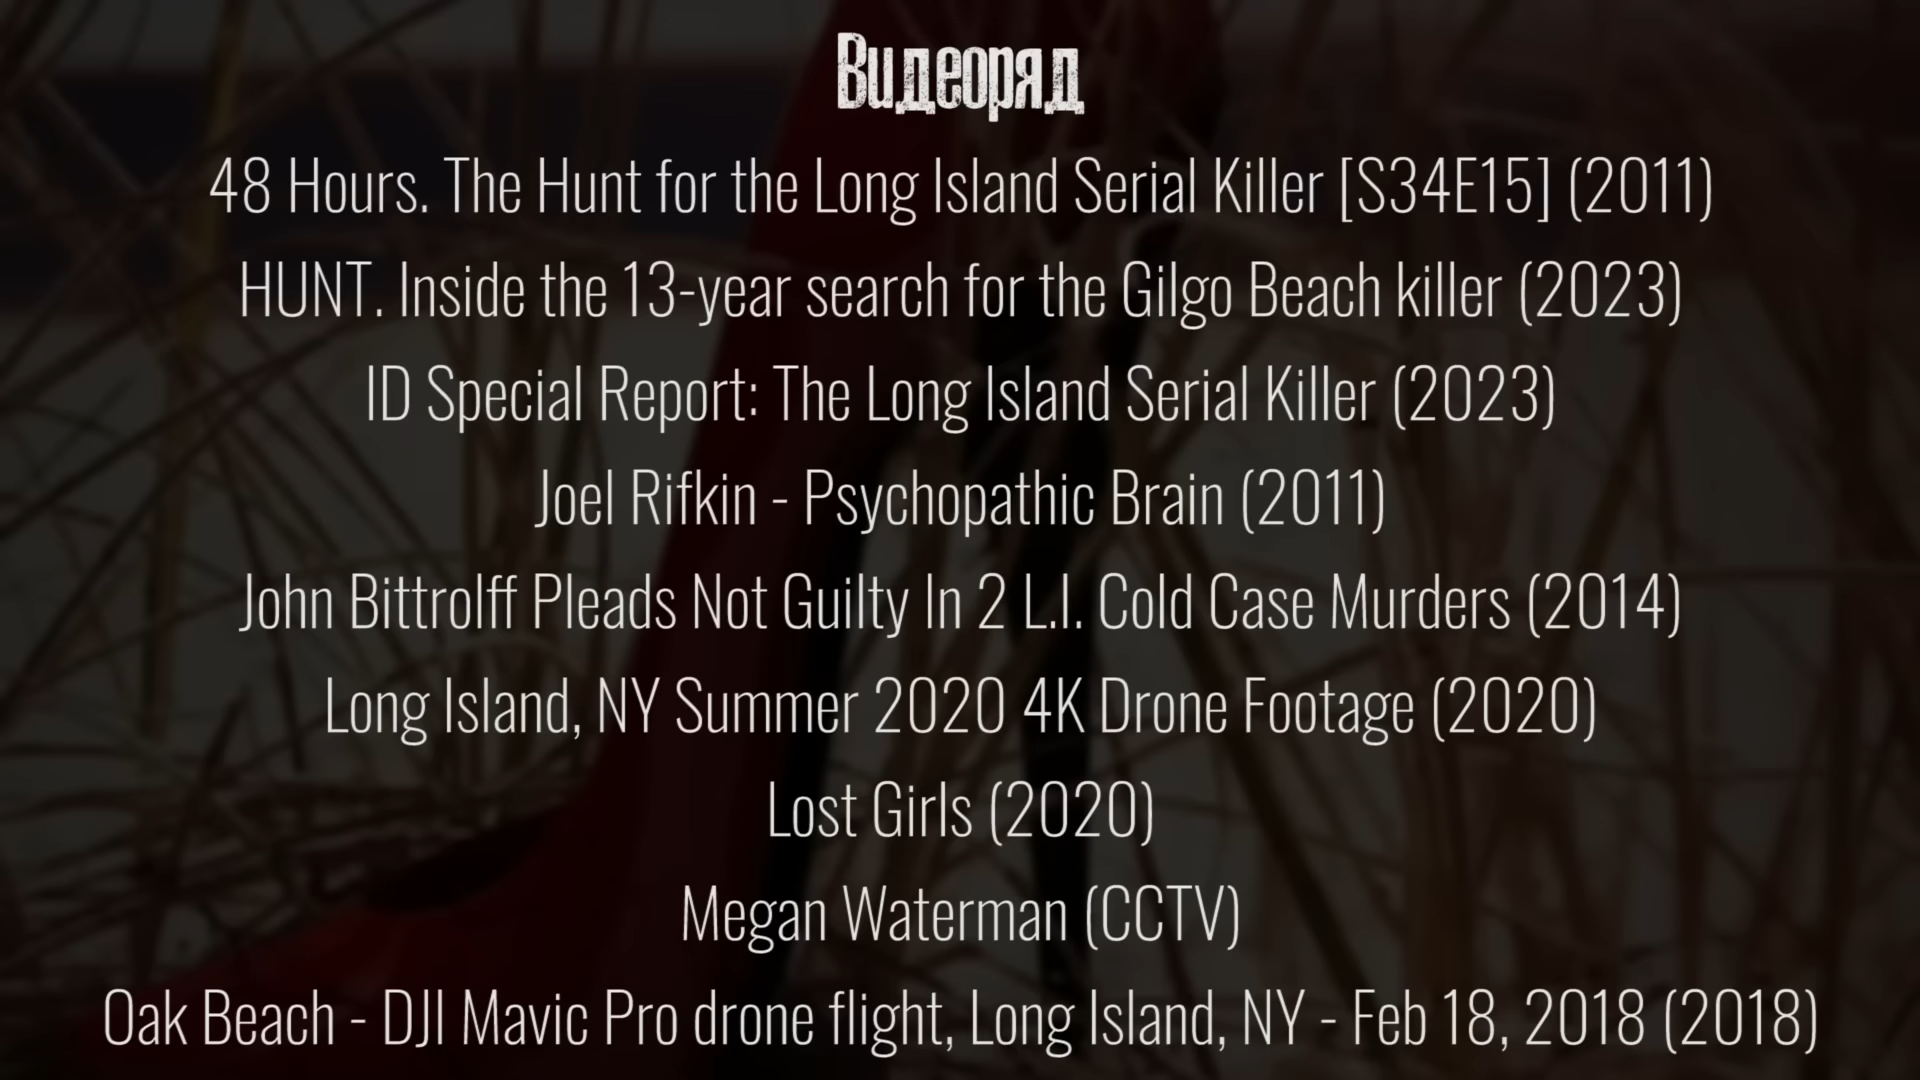 Видеоряд
48 Hours. The Hunt for the Long Island Serial Killer [S34E15] (2011)
HUNT. Inside the 13-year search for the Gilgo Beach killer (2023)
ID Special Report: The Long Island Serial Killer (2023)
Joel Rifkin - Psychopathic Brain (2011)
John Bittrolff Pleads Not Guilty In 2 L.I. Cold Case Murders (2014)
Long Island, NY Summer 2020 4K Drone Footage (2020)
Lost Girls (2020)
Megan Waterman (CCTV)
Oak Beach - DJI Mavic Pro drone flight, Long Island, NY - Feb 18, 2018 (2018)